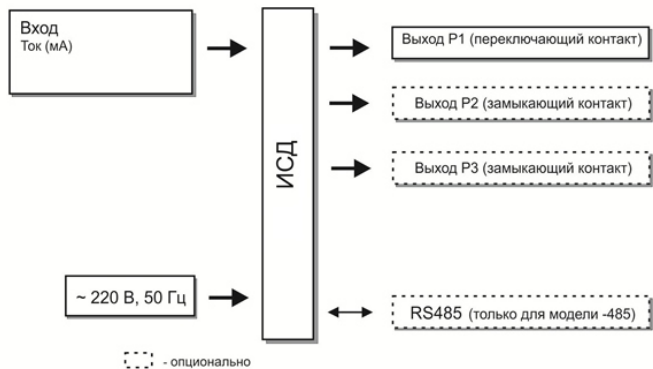 Вход
Ток (мА)
Выход Р1 (переключающий контакт)
Выход Р2 (замыкающий контакт)
Выход Р3 (замыкающий контакт)
ИСД
~ 220 В, 50 Гц
RS485 (только для модели -485)
- опционально